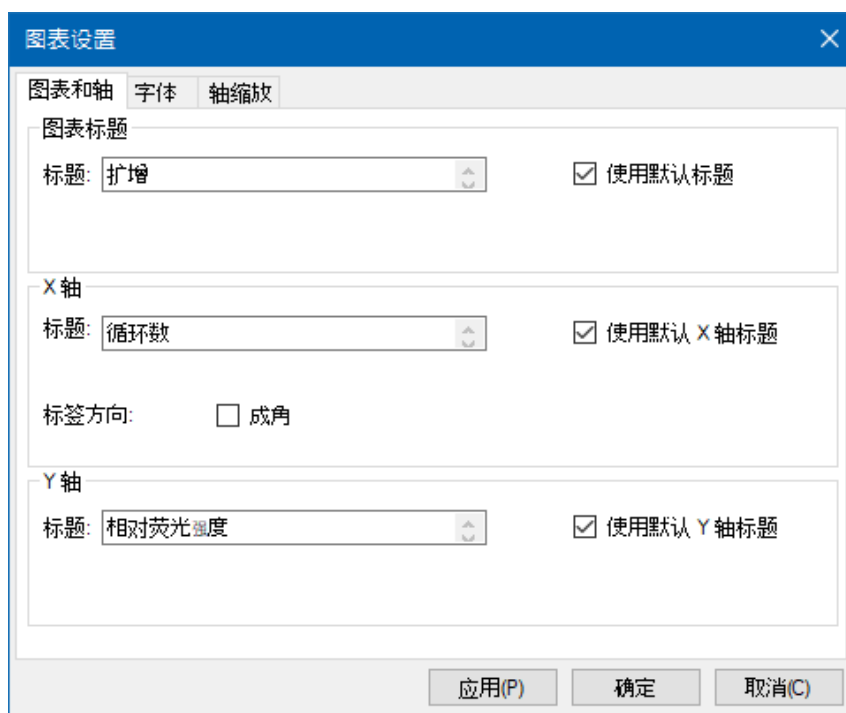 图表设置
图表和轴 字体 轴缩放
图表标题
标题: 扩增 使用默认标题
X 轴
标题: 循环数 使用默认 X 轴标题
标签方向: 成角
Y 轴
标题: 相对荧光强度 使用默认 Y 轴标题
应用(P) 确定 取消(C)